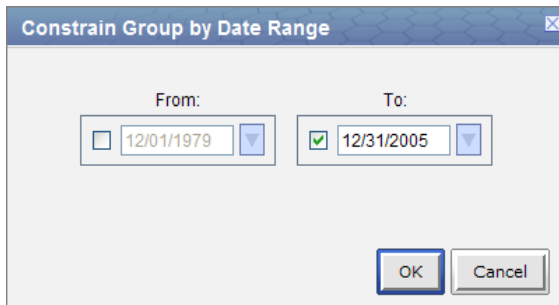 Constrain Group by Date Range
From: To:
12/01/1979 12/31/2005
OK Cancel